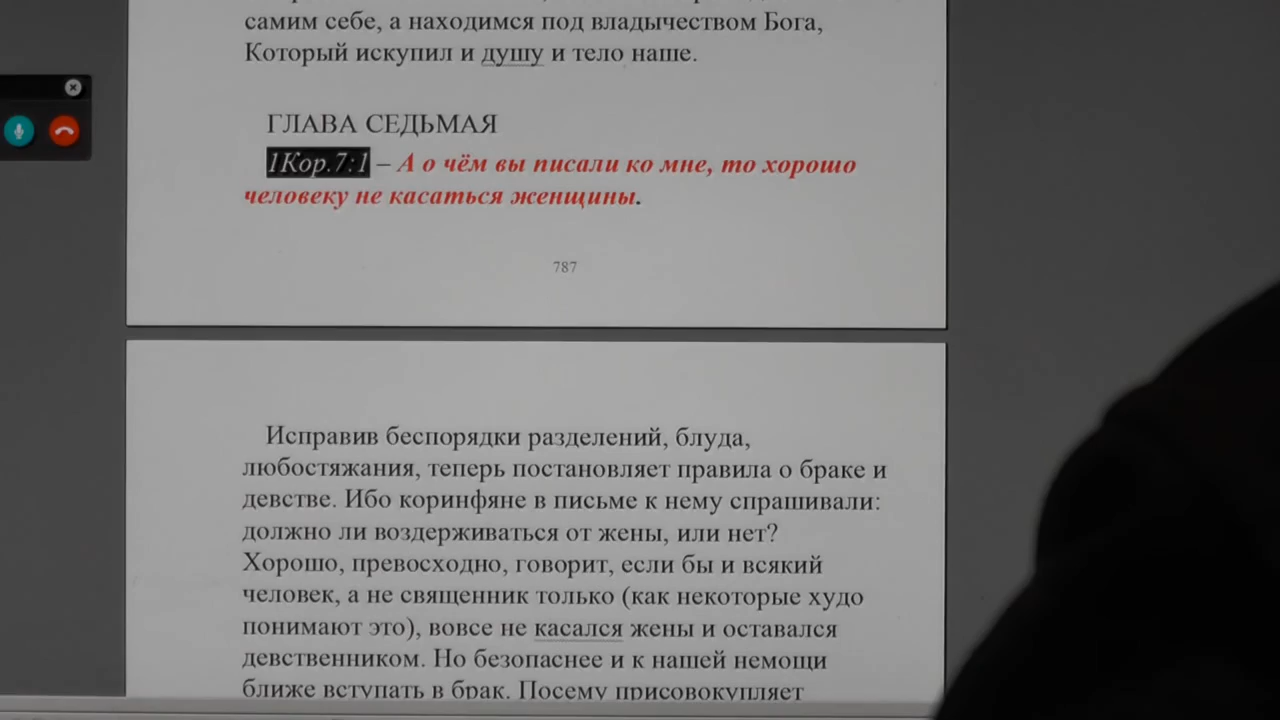 самим себе, а находимся под владычеством Бога,
Который искупил и душу и тело наше.
ГЛАВА СЕДЬМАЯ
1Кор.7:1 – А о чём вы писали ко мне, то хорошо
человеку не касаться женщины.
787
Исправив беспорядки разделений, блуда,
любостяжания, теперь постановляет правила о браке и
девстве. Ибо коринфяне в письме к нему спрашивали:
должно ли воздерживаться от жены, или нет?
Хорошо, превосходно, говорит, если бы и всякий
человек, а не священник только (как некоторые худо
понимают это), вовсе не касался жены и оставался
девственником. Но безопаснее и к нашей немощи
ближе вступать в брак. Посему присовокупляет